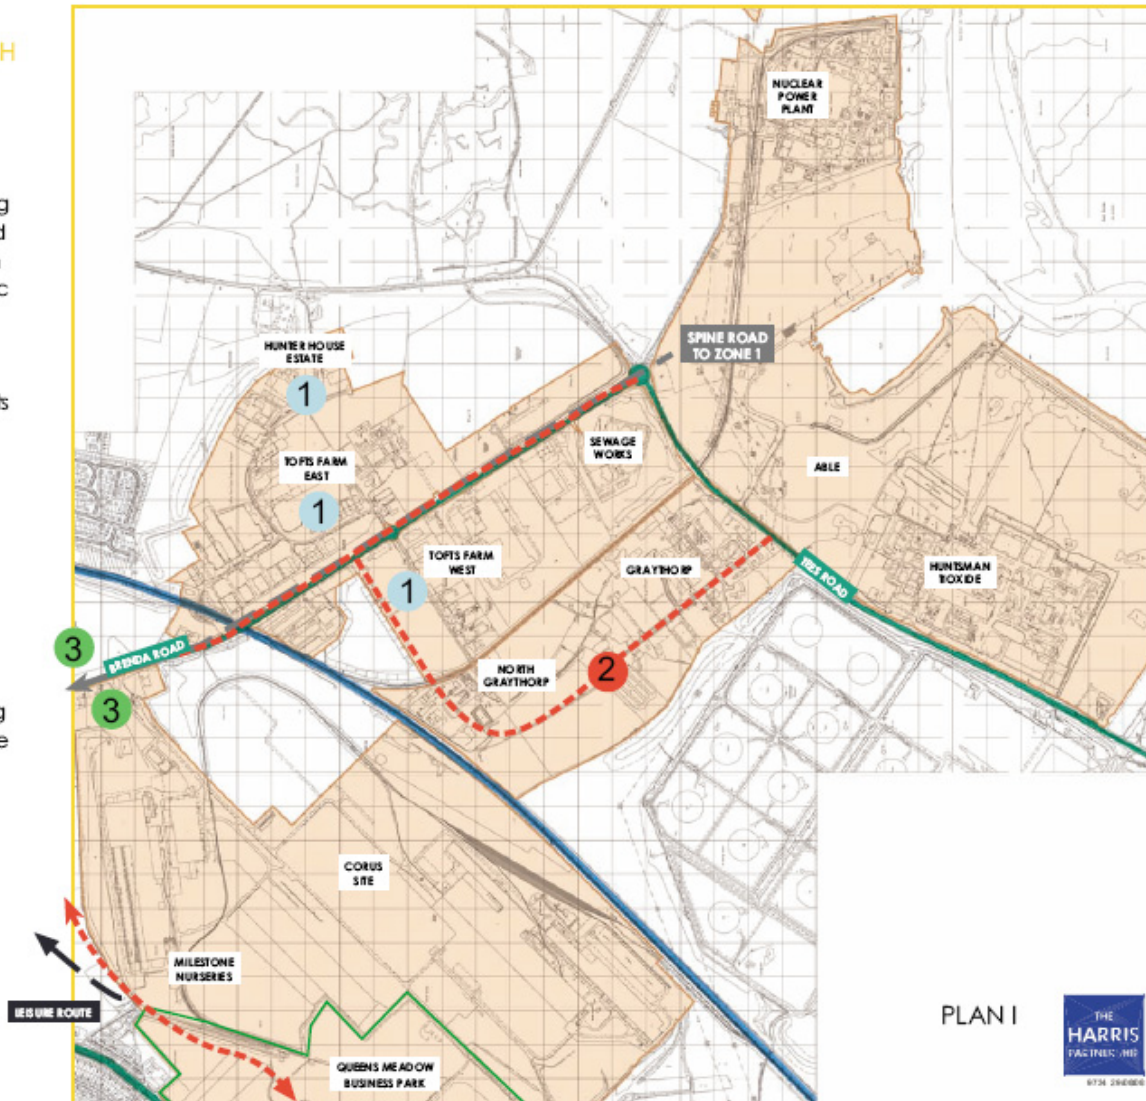 H
NUCLEAR
POWER
PLANT
g
d
c
SPINE ROAD
TO ZONE 1
HUNTER HOUSE
ESTATE
1
ts
SEWAGE
WORKS
TOFTS FARM
EAST
ABLE
1
TOFTS FARM
WEST
GRAYTHORP
HUNTSMAN
TIOXIDE
TEES ROAD
1
3
BRENDA ROAD
NORTH
GRAYTHORP
2
3
g
e
CORUS
SITE
MILESTONE
NURSERIES
LEISURE ROUTE
PLAN I
THE
HARRIS
PARTNERSHIP
QUEENS MEADOW
BUSINESS PARK